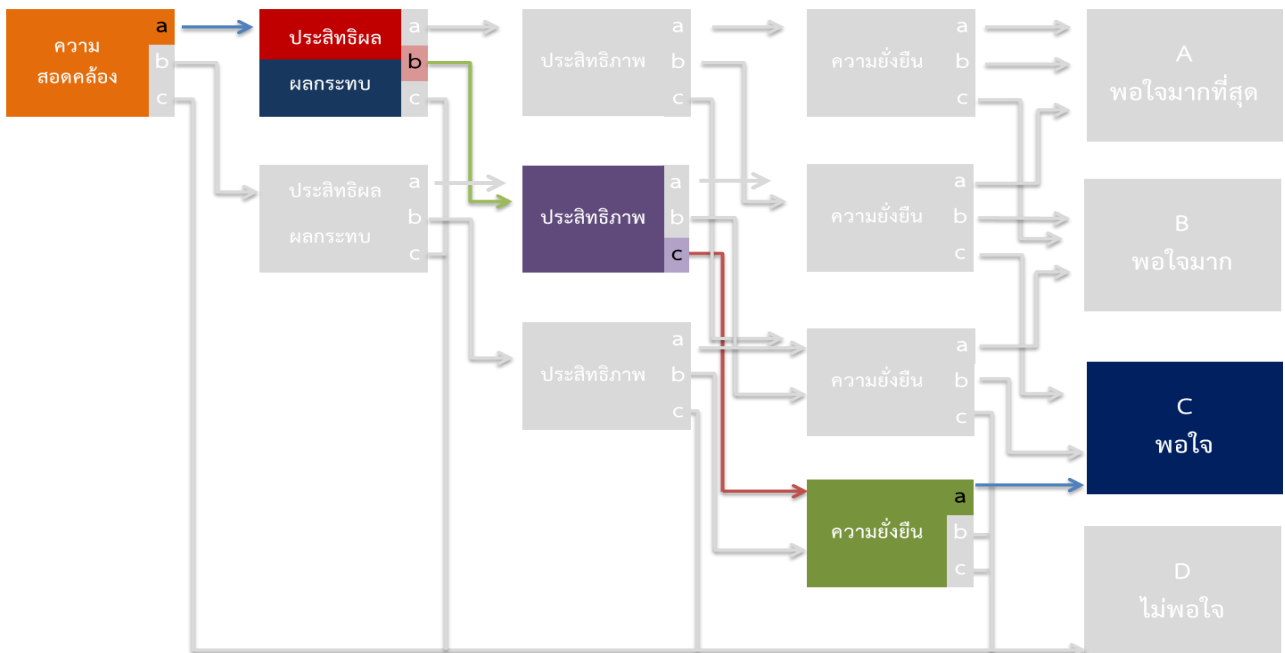 ความ
สอดคล้อง
a
b
c
ประสิทธิผล
ผลกระทบ
a
b
c
ประสิทธิภาพ
a
b
c
ความยั่งยืน
a
b
c
A
พอใจมากที่สุด
ประสิทธิผล
ผลกระทบ
a
b
c
ประสิทธิภาพ
a
b
c
ความยั่งยืน
a
b
c
B
พอใจมาก
ประสิทธิภาพ
a
b
c
ความยั่งยืน
a
b
c
C
พอใจ
ความยั่งยืน
a
b
c
D
ไม่พอใจ